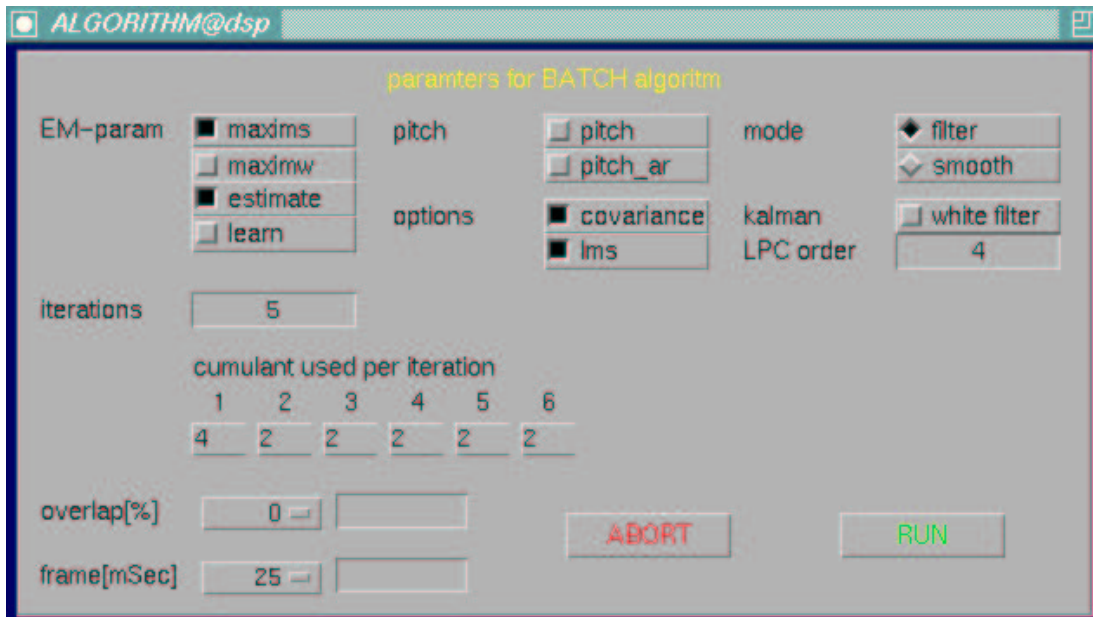 ALGORITHM@dsp
paramters for BATCH algoritm
EM-param maxims pitch pitch mode filter
maximw pitch_ar smooth
estimate options covariance kalman white filter
learn lms LPC order 4
iterations 5
cumulant used per iteration
1 2 3 4 5 6
4 2 2 2 2 2
overlap[%] 0
ABORT RUN
frame[mSec] 25